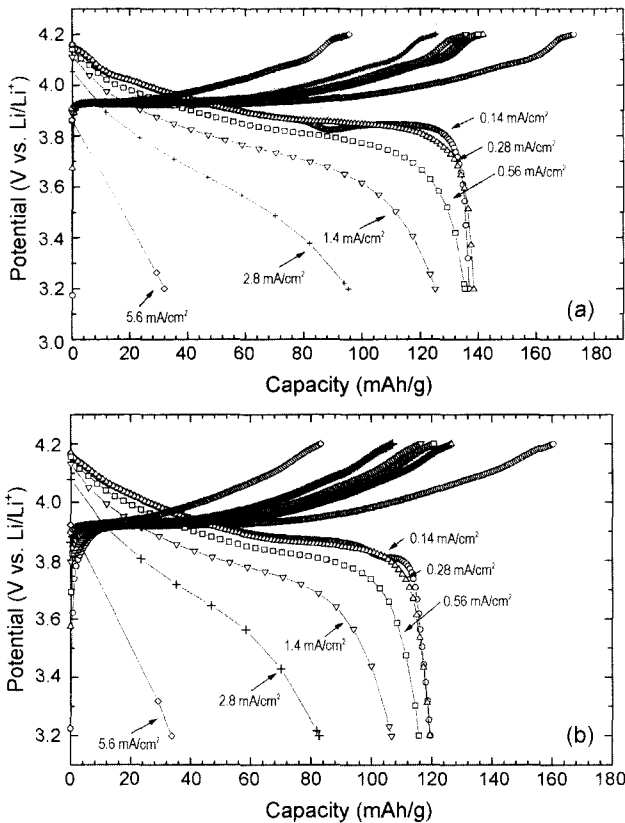 (a)
4.2
4.0
3.8
3.6
3.4
3.2
3.0
Potential (V vs. Li/Li⁺)
0.14 mA/cm²
0.28 mA/cm²
0.56 mA/cm²
1.4 mA/cm²
2.8 mA/cm²
5.6 mA/cm²
0 20 40 60 80 100 120 140 160 180
Capacity (mAh/g)
4.2
4.0
3.8
3.6
3.4
3.2
Potential (V vs. Li/Li⁺)
0.14 mA/cm²
0.28 mA/cm²
0.56 mA/cm²
1.4 mA/cm²
2.8 mA/cm²
5.6 mA/cm²
(b)
0 20 40 60 80 100 120 140 160 180
Capacity (mAh/g)